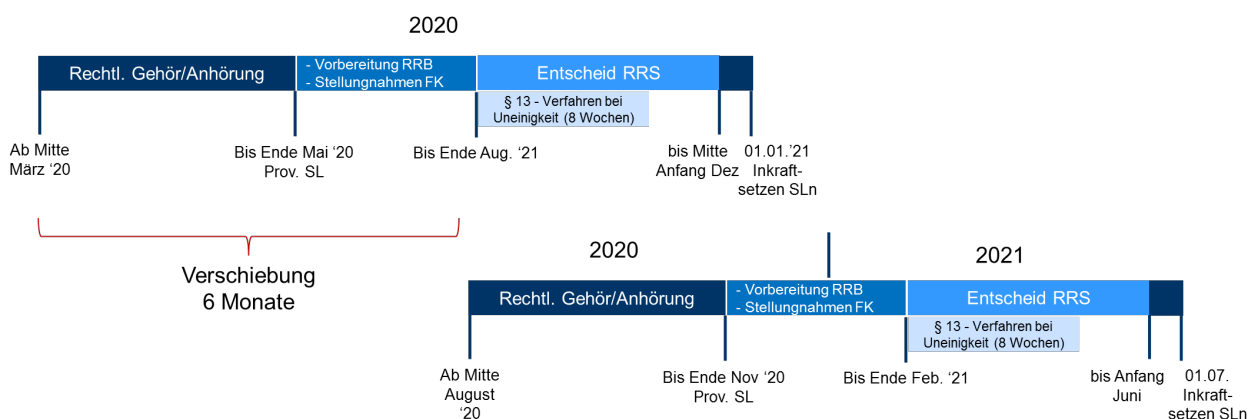 2020
Rechtl. Gehör/Anhörung
- Vorbereitung RRB
- Stellungnahmen FK
Entscheid RRS
§ 13 - Verfahren bei
Uneinigkeit (8 Wochen)
Ab Mitte
März ‘20
Bis Ende Mai ‘20
Prov. SL
Bis Ende Aug. ‘21
bis Mitte
Anfang Dez
01.01.’21
Inkraft-
setzen SLn
Verschiebung
6 Monate
2020
2021
Rechtl. Gehör/Anhörung
- Vorbereitung RRB
- Stellungnahmen FK
Entscheid RRS
§ 13 - Verfahren bei
Uneinigkeit (8 Wochen)
Ab Mitte
August
‘20
Bis Ende Nov ‘20
Prov. SL
Bis Ende Feb. ‘21
bis Anfang
Juni
01.07.
Inkraft-
setzen SLn